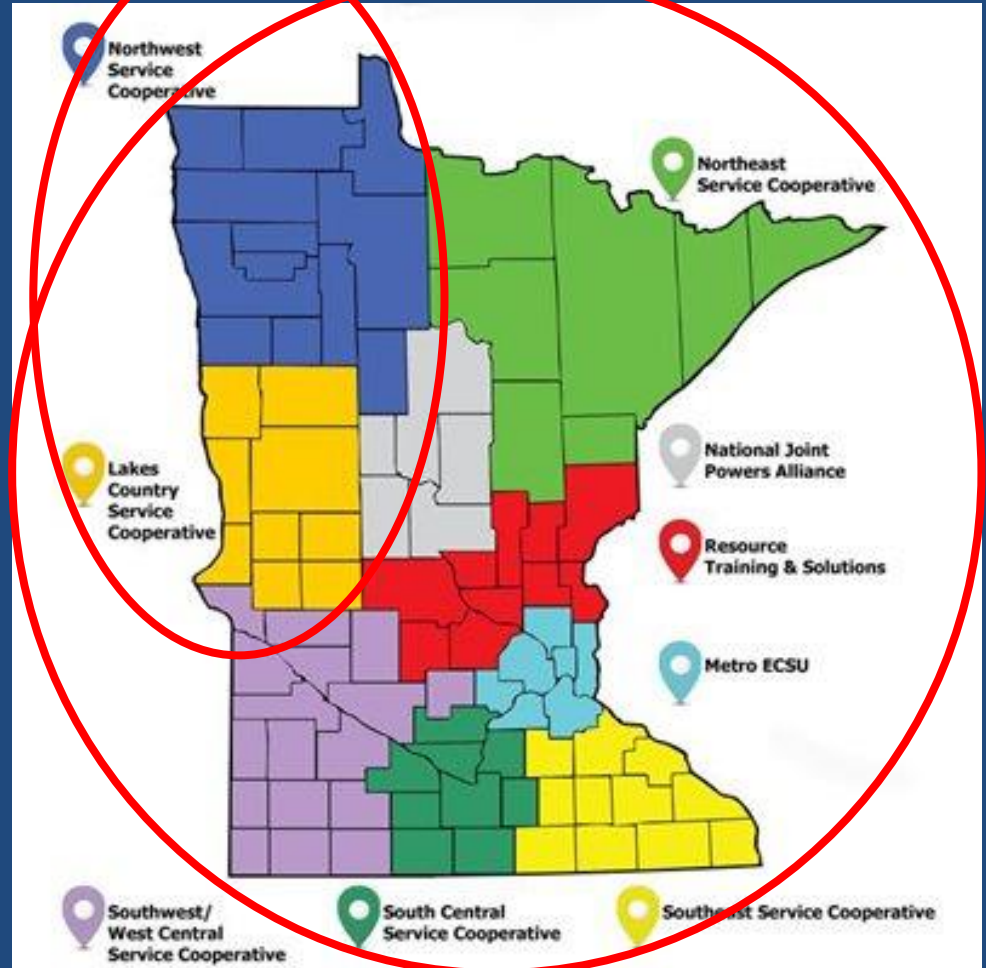 Northwest
Service
Cooperative
Northeast
Service Cooperative
Lakes
Country
Service
Cooperative
National Joint
Powers Alliance
Resource
Training & Solutions
Metro ECSU
Southwest/
West Central
Service Cooperative
South Central
Service Cooperative
Southeast Service Cooperative